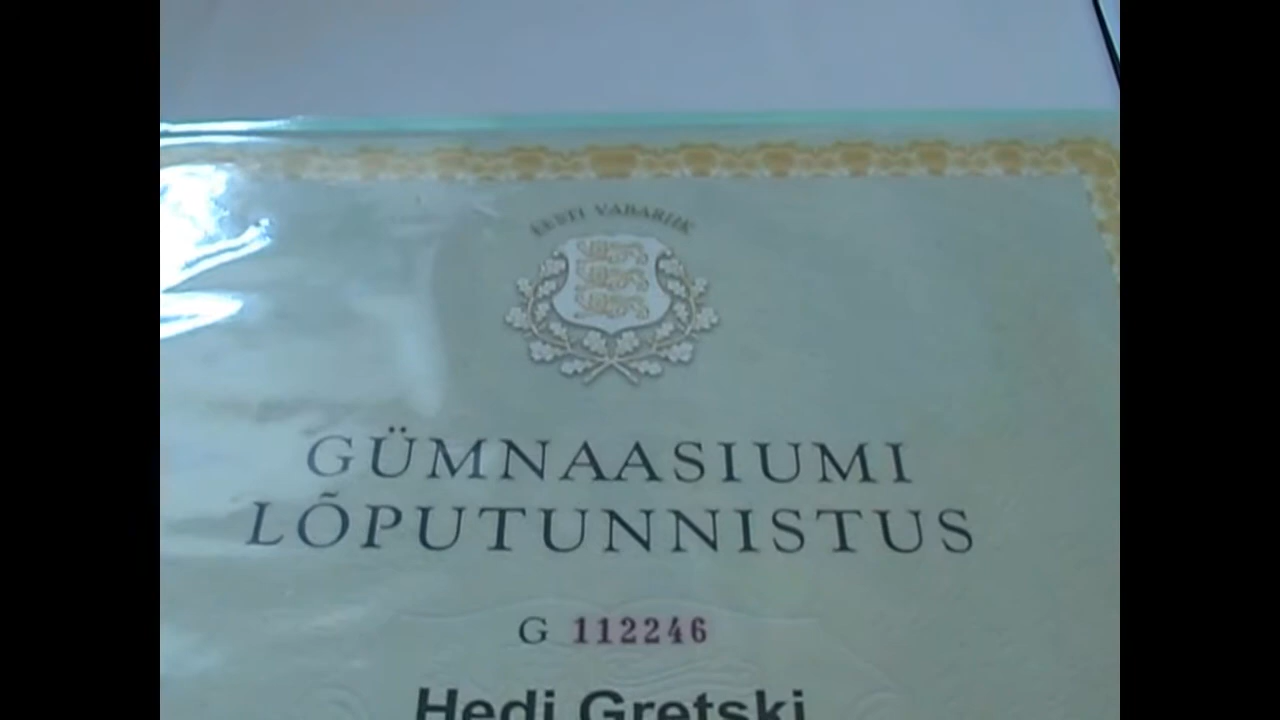 EESTI VABARIIK
GÜMNAASIUMI
LÕPUTUNNISTUS
G 112246
Hedi Gretski